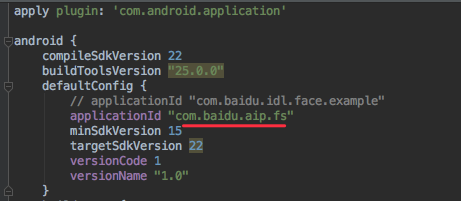 apply plugin: 'com.android.application'
android {
compileSdkVersion 22
buildToolsVersion "25.0.0"
defaultConfig {
// applicationId "com.baidu.idl.face.example"
applicationId "com.baidu.aip.fs"
minSdkVersion 15
targetSdkVersion 22
versionCode 1
versionName "1.0"
}